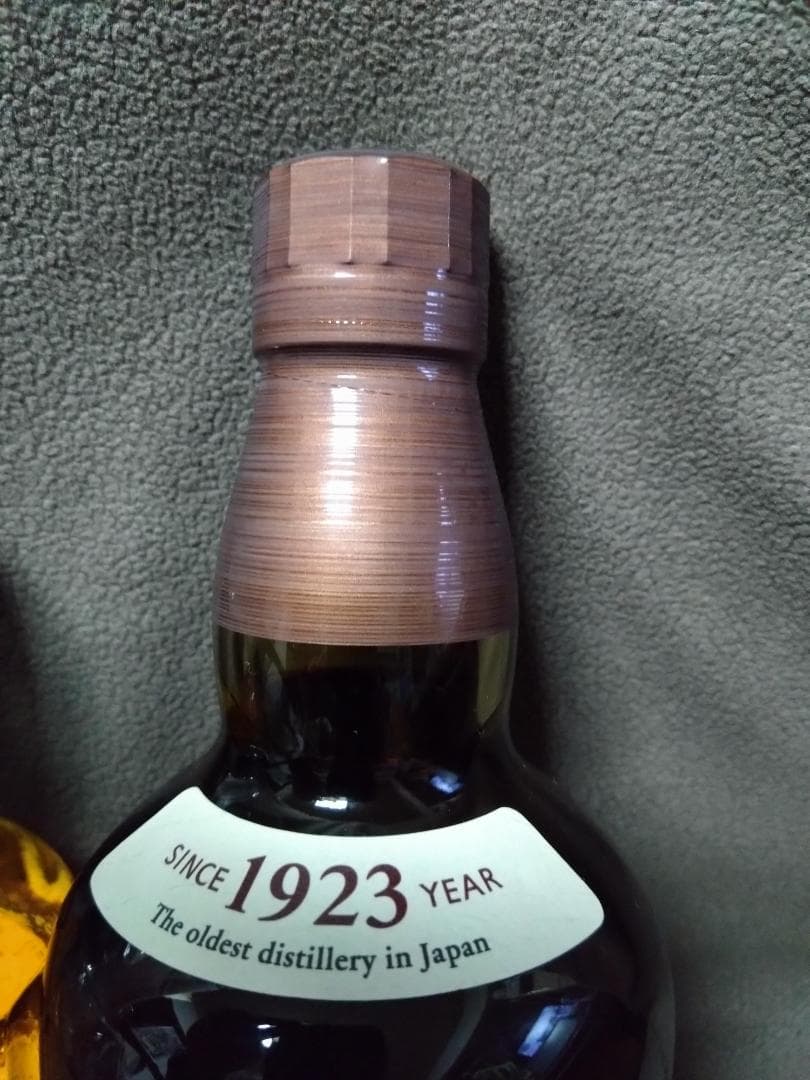 SINCE 1923 YEAR
The oldest distillery in Japan